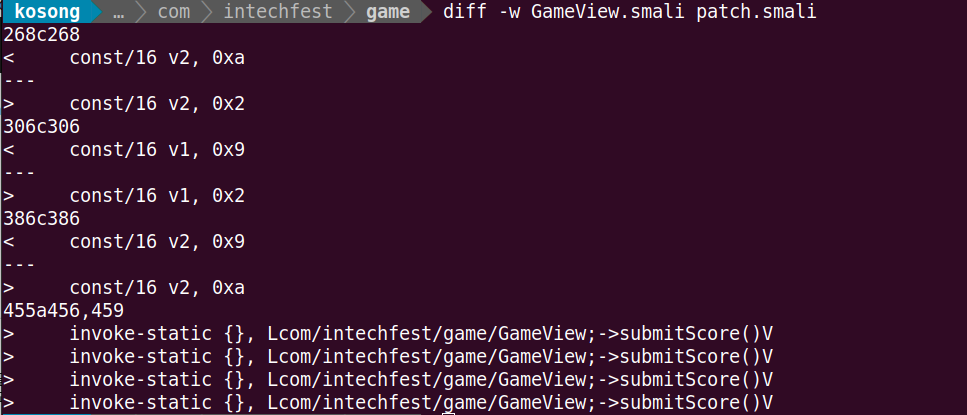 kosong … com intechfest game diff -w GameView.smali patch.smali
268c268
< const/16 v2, 0xa
---
> const/16 v2, 0x2
306c306
< const/16 v1, 0x9
---
> const/16 v1, 0x2
386c386
< const/16 v2, 0x9
---
> const/16 v2, 0xa
455a456,459
> invoke-static {}, Lcom/intechfest/game/GameView;->submitScore()V
> invoke-static {}, Lcom/intechfest/game/GameView;->submitScore()V
> invoke-static {}, Lcom/intechfest/game/GameView;->submitScore()V
> invoke-static {}, Lcom/intechfest/game/GameView;->submitScore()V